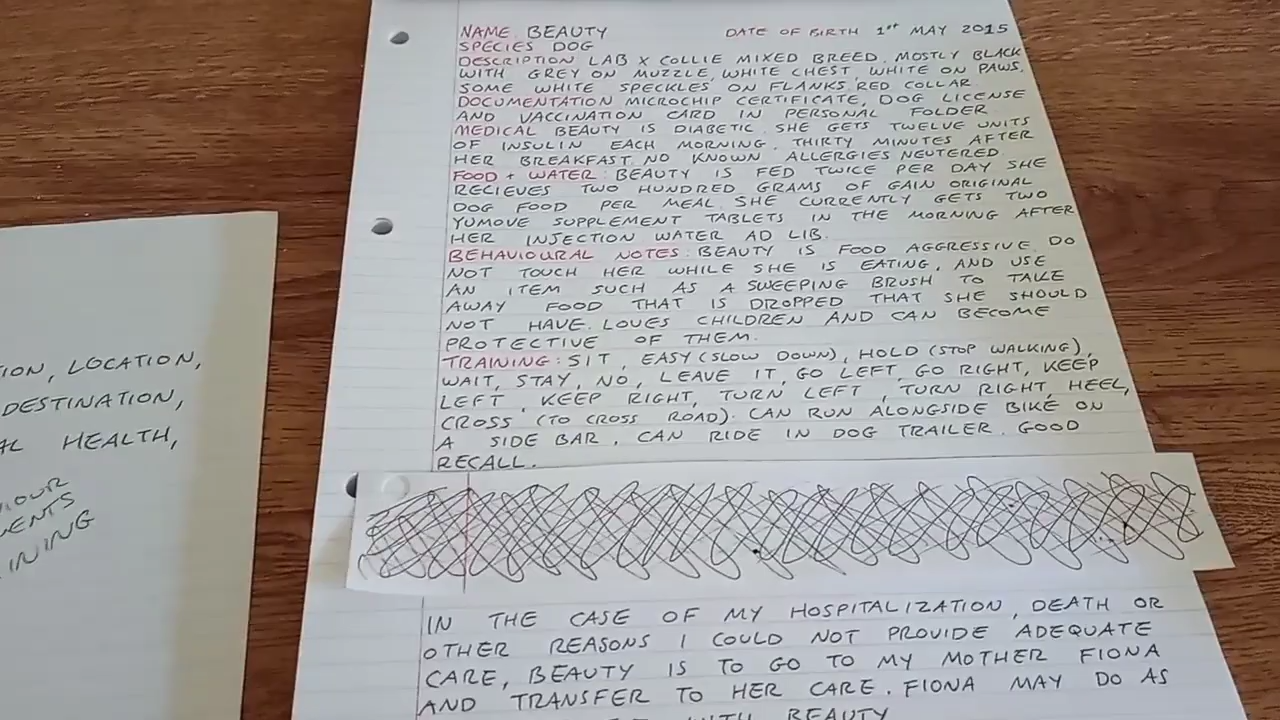 NAME BEAUTY DATE OF BIRTH 1st MAY 2015
SPECIES DOG
DESCRIPTION LAB X COLLIE MIXED BREED. MOSTLY BLACK
WITH GREY ON MUZZLE, WHITE CHEST, WHITE ON PAWS.
SOME WHITE SPECKLES ON FLANKS. RED COLLAR
DOCUMENTATION MICROCHIP CERTIFICATE, DOG LICENSE
AND VACCINATION CARD IN PERSONAL FOLDER
MEDICAL BEAUTY IS DIABETIC. SHE GETS TWELVE UNITS
OF INSULIN EACH MORNING. THIRTY MINUTES AFTER
HER BREAKFAST. NO KNOWN ALLERGIES NEUTERED
FOOD + WATER: BEAUTY IS FED TWICE PER DAY SHE
RECIEVES TWO HUNDRED GRAMS OF GAIN ORIGINAL
DOG FOOD PER MEAL. SHE CURRENTLY GETS TWO
YUMOVE SUPPLEMENT TABLETS IN THE MORNING AFTER
HER INJECTION WATER AD LIB.
BEHAVIOURAL NOTES: BEAUTY IS FOOD AGGRESSIVE. DO
NOT TOUCH HER WHILE SHE IS EATING, AND USE
AN ITEM SUCH AS A SWEEPING BRUSH TO TAKE
AWAY FOOD THAT IS DROPPED THAT SHE SHOULD
NOT HAVE. LOVES CHILDREN AND CAN BECOME
PROTECTIVE OF THEM.
TRAINING: SIT, EASY (SLOW DOWN), HOLD (STOP WALKING),
WAIT, STAY, NO, LEAVE IT, GO LEFT, GO RIGHT, KEEP
LEFT, KEEP RIGHT, TURN LEFT, TURN RIGHT, HEEL,
CROSS (TO CROSS ROAD). CAN RUN ALONGSIDE BIKE ON
A SIDE BAR, CAN RIDE IN DOG TRAILER. GOOD
RECALL.
IN THE CASE OF MY HOSPITALIZATION, DEATH OR
OTHER REASONS I COULD NOT PROVIDE ADEQUATE
CARE, BEAUTY IS TO GO TO MY MOTHER FIONA
AND TRANSFER TO HER CARE. FIONA MAY DO AS
WITH BEAUTY
ION, LOCATION,
DESTINATION,
AL HEALTH,
IOUR
MENTS
INING